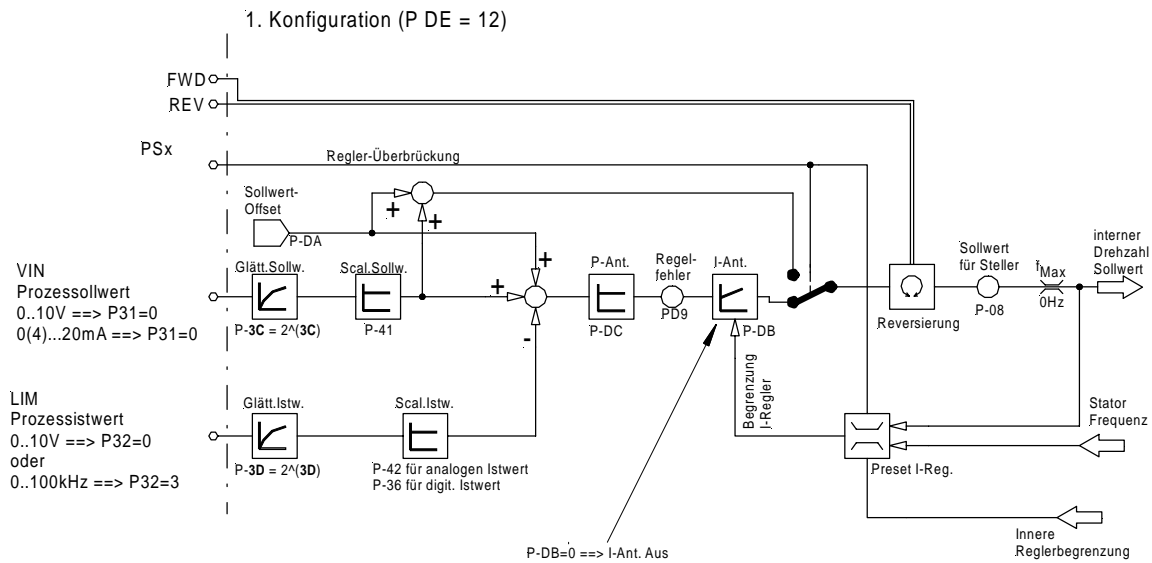 1. Konfiguration (P DE = 12)
FWD
REV
PSx
Regler-Überbrückung
Sollwert-
Offset
P-DA
+
+
+
+
-
VIN
Prozessollwert
0..10V ==> P31=0
0(4)...20mA ==> P31=0
Glätt.Sollw.
P-3C = 2^(3C)
Scal.Sollw.
P-41
P-Ant.
P-DC
Regel-
fehler
PD9
I-Ant.
P-DB
Reversierung
Sollwert
für Steller
P-08
fMax
0Hz
interner
Drehzahl
Sollwert
LIM
Prozessistwert
0..10V ==> P32=0
oder
0..100kHz ==> P32=3
Glätt.Istw.
P-3D = 2^(3D)
Scal.Istw.
P-42 für analogen Istwert
P-36 für digit. Istwert
Begrenzung
I-Regler
Preset I-Reg.
Stator
Frequenz
Innere
Reglerbegrenzung
P-DB=0 ==> I-Ant. Aus